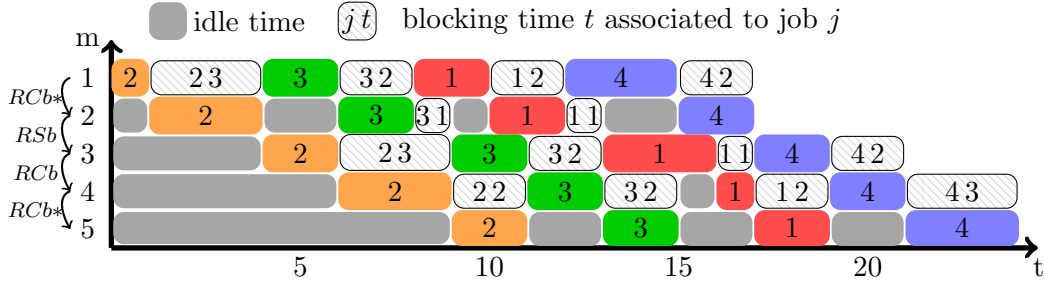 idle time j t blocking time t associated to job j
m
1 2 2 3 3 3 2 1 1 2 4 4 2
RCb*
2 2 3 3 1 1 1 1 4
RSb
3 2 2 3 3 3 2 1 1 1 4 4 2
RCb
4 2 2 2 3 3 2 1 1 2 4 4 3
RCb*
5 2 3 1 4
5 10 15 20 t